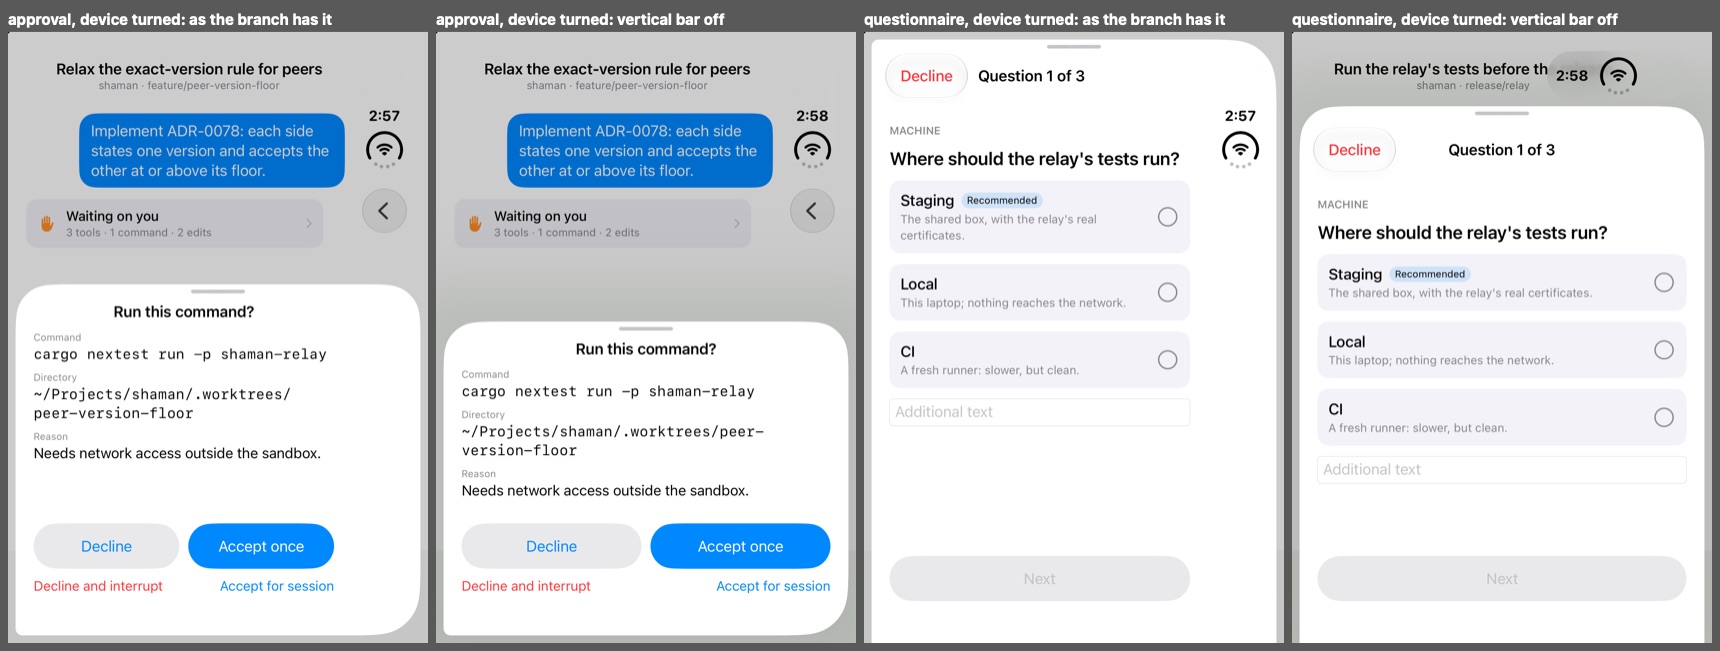 approval, device turned: as the branch has it
Relax the exact-version rule for peers
shaman · feature/peer-version-floor
2:57
Implement ADR-0078: each side
states one version and accepts the
other at or above its floor.
Waiting on you
3 tools · 1 command · 2 edits
Run this command?
Command
cargo nextest run -p shaman-relay
Directory
~/Projects/shaman/.worktrees/
peer-version-floor
Reason
Needs network access outside the sandbox.
Decline
Accept once
Decline and interrupt
Accept for session
approval, device turned: vertical bar off
Relax the exact-version rule for peers
shaman · feature/peer-version-floor
2:58
Implement ADR-0078: each side
states one version and accepts the
other at or above its floor.
Waiting on you
3 tools · 1 command · 2 edits
Run this command?
Command
cargo nextest run -p shaman-relay
Directory
~/Projects/shaman/.worktrees/peer-
version-floor
Reason
Needs network access outside the sandbox.
Decline
Accept once
Decline and interrupt
Accept for session
questionnaire, device turned: as the branch has it
Decline
Question 1 of 3
2:57
MACHINE
Where should the relay's tests run?
Staging Recommended
The shared box, with the relay's real
certificates.
Local
This laptop; nothing reaches the network.
CI
A fresh runner: slower, but clean.
Additional text
Next
questionnaire, device turned: vertical bar off
Run the relay's tests before th
2:58
shaman · release/relay
Decline
Question 1 of 3
MACHINE
Where should the relay's tests run?
Staging Recommended
The shared box, with the relay's real certificates.
Local
This laptop; nothing reaches the network.
CI
A fresh runner: slower, but clean.
Additional text
Next